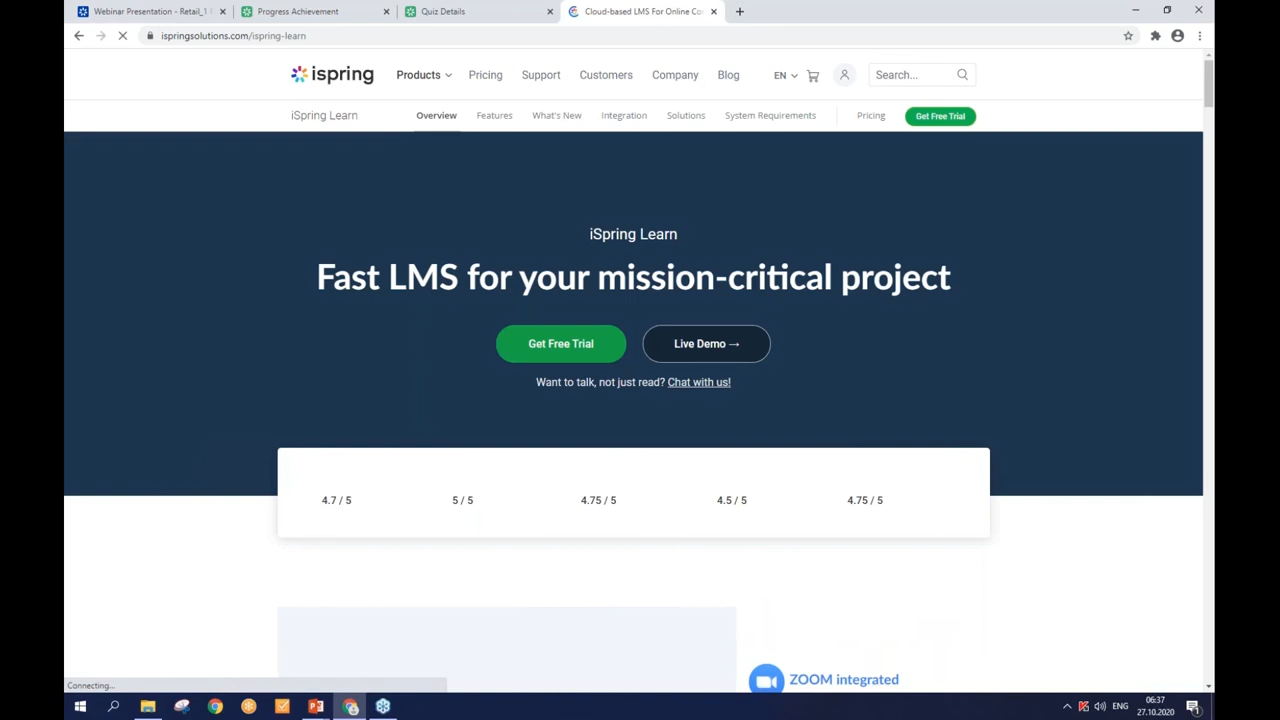 Webinar Presentation - Retail_1
Progress Achievement
Quiz Details
Cloud-based LMS For Online Co
ispringsolutions.com/ispring-learn
ispring
Products
Pricing
Support
Customers
Company
Blog
EN
Search...
iSpring Learn
Overview
Features
What's New
Integration
Solutions
System Requirements
Pricing
Get Free Trial
iSpring Learn
Fast LMS for your mission-critical project
Get Free Trial
Live Demo →
Want to talk, not just read? Chat with us!
4.7 / 5
5 / 5
4.75 / 5
4.5 / 5
4.75 / 5
ZOOM integrated
Connecting...
ENG
06:37
27.10.2020